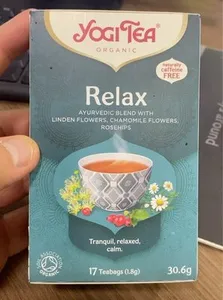 YOGI TEA
ORGANIC
naturally
caffeine
FREE
Relax
AYURVEDIC BLEND WITH
LINDEN FLOWERS, CHAMOMILE FLOWERS,
ROSEHIPS
Tranquil, relaxed,
calm.
17 Teabags (1.8g)
30.6g
ORGANIC